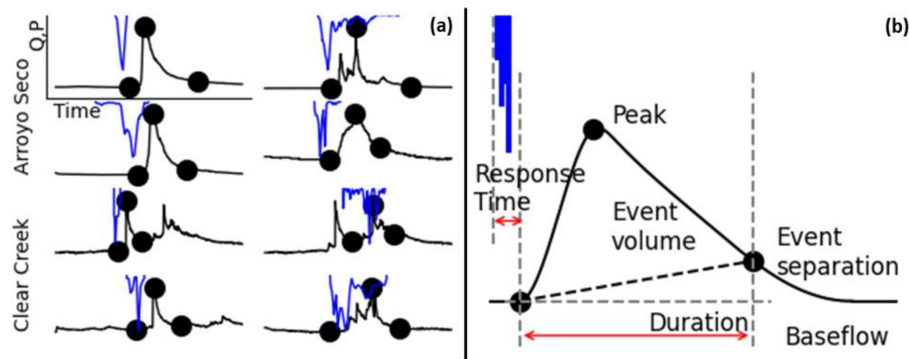 (a)
Q,P
Time
Arroyo Seco
Clear Creek
(b)
Peak
Response
Time
Event
volume
Event
separation
Duration
Baseflow